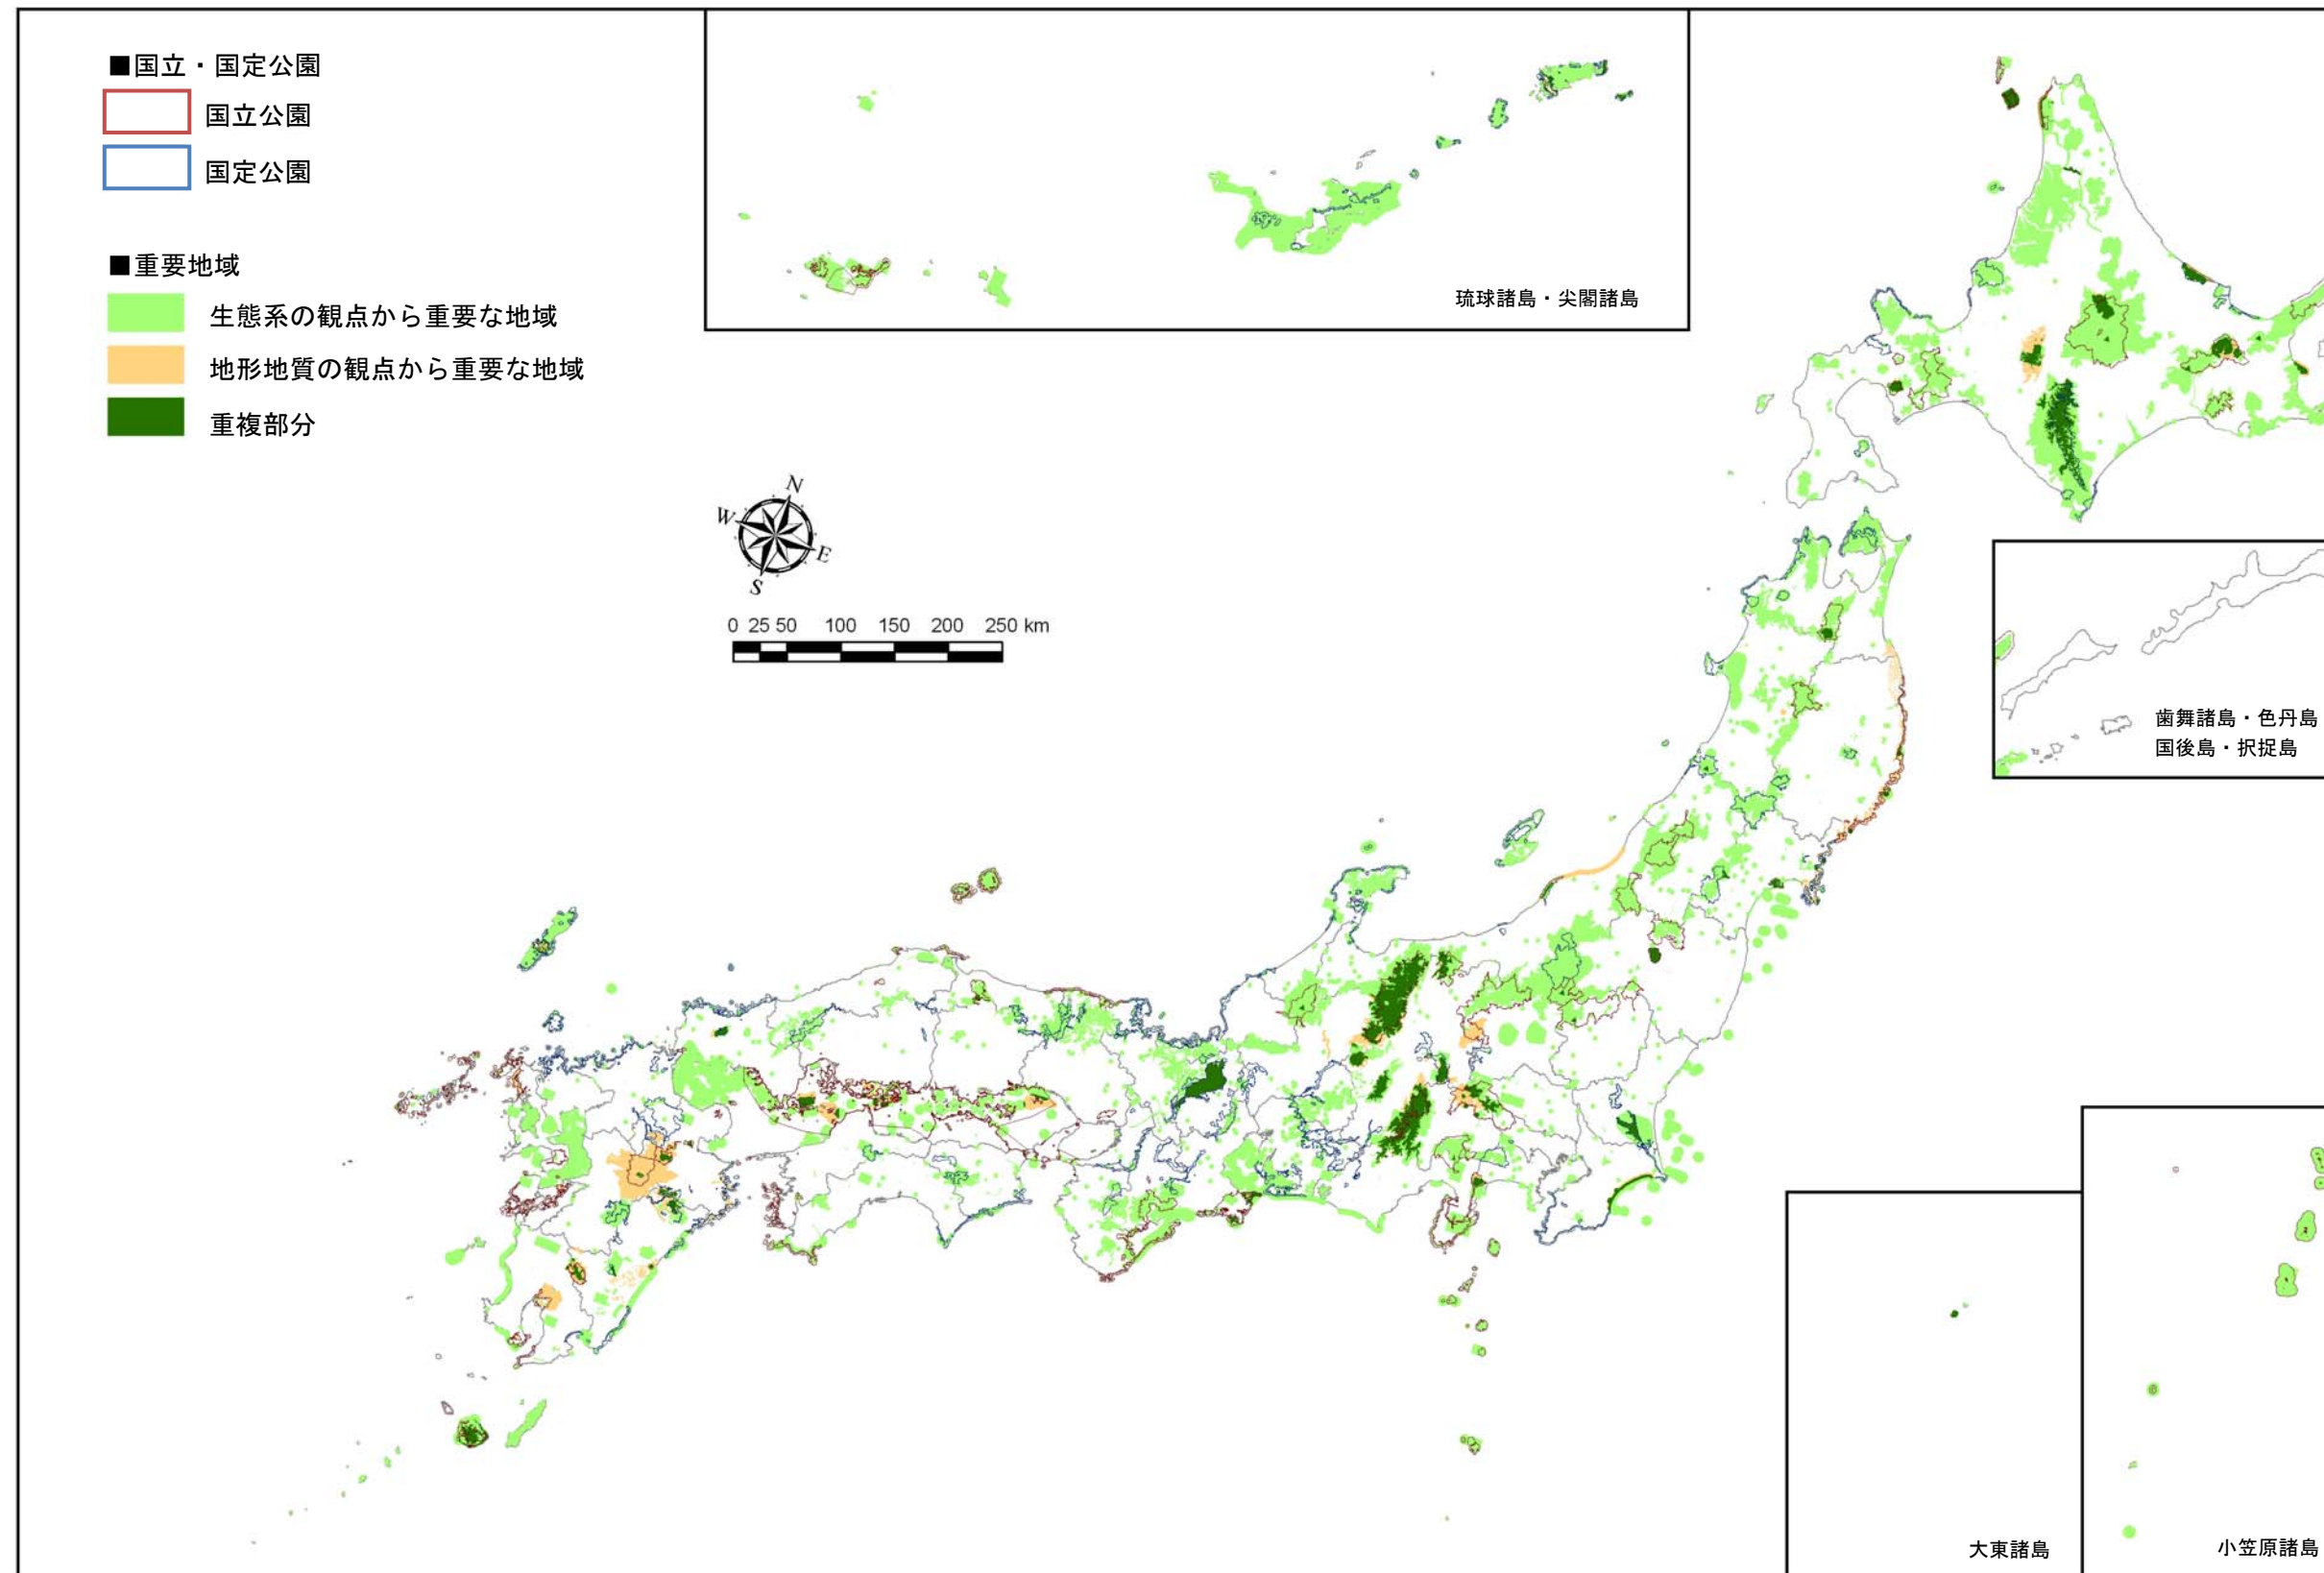 ■国立・国定公園
国立公園
国定公園
■重要地域
生態系の観点から重要な地域
地形地質の観点から重要な地域
重複部分
琉球諸島・尖閣諸島
N
W
E
S
0 25 50 100 150 200 250 km
歯舞諸島・色丹島
国後島・択捉島
大東諸島
小笠原諸島